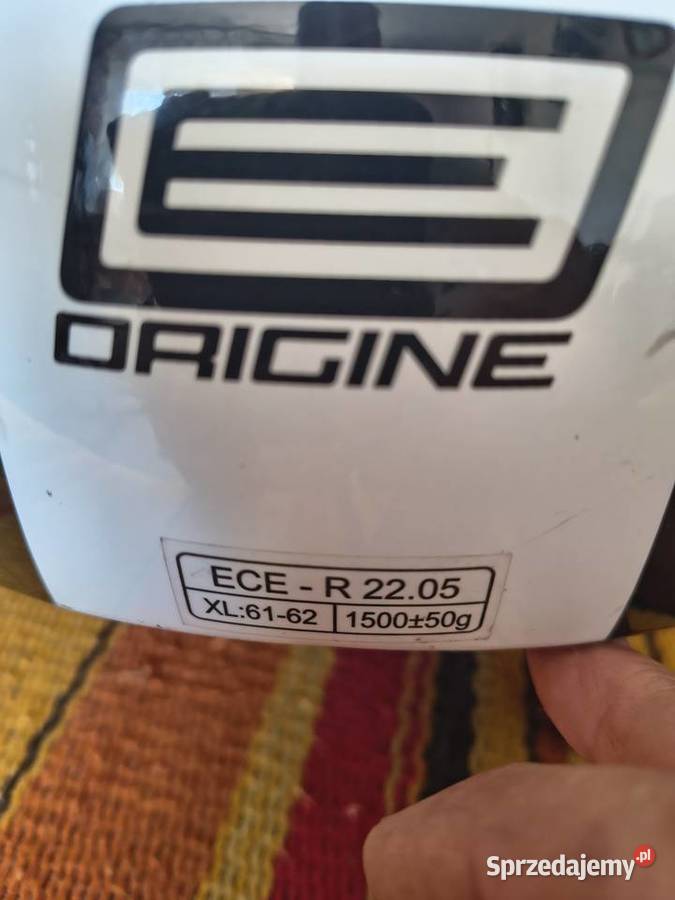 ORIGINE
ECE - R 22.05
XL:61-62 1500±50g
Sprzedajemy.pl